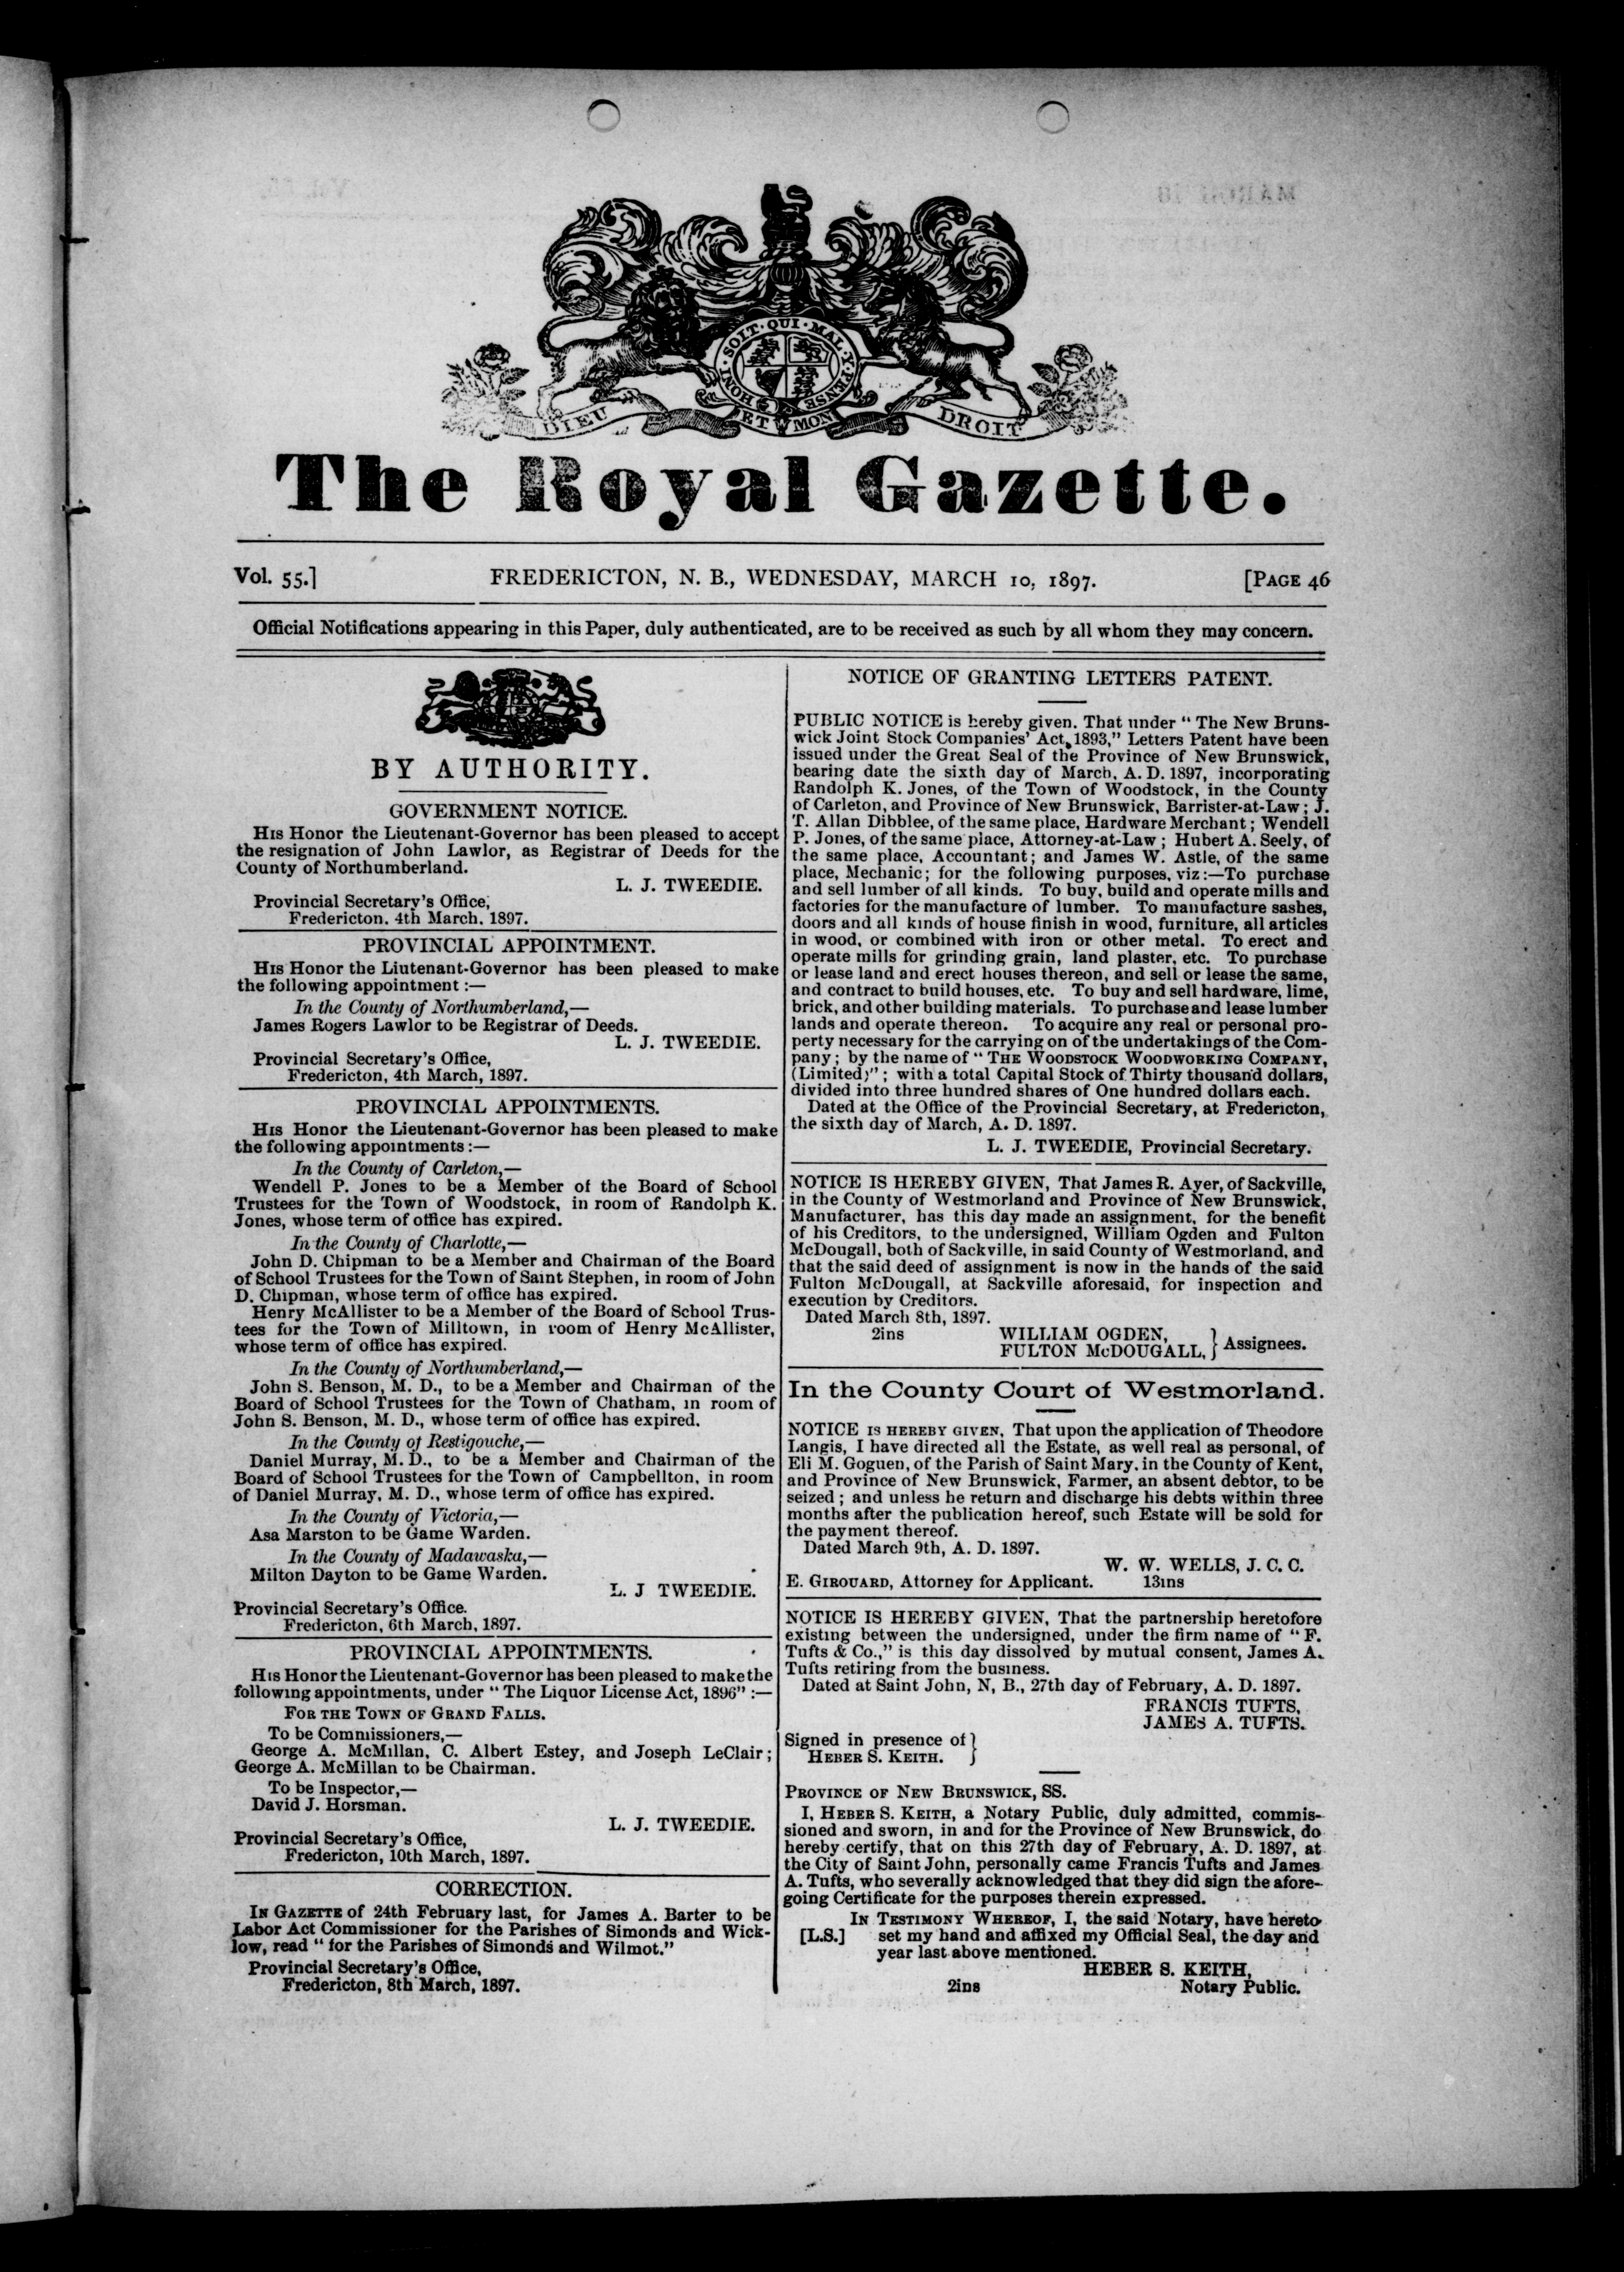 HONI · SOIT · QUI · MAL · Y · PENSE
DIEU ET MON DROIT
The Royal Gazette.
Vol. 55.] FREDERICTON, N. B., WEDNESDAY, MARCH 10, 1897. [PAGE 46
Official Notifications appearing in this Paper, duly authenticated, are to be received as such by all whom they may concern.
BY AUTHORITY.
GOVERNMENT NOTICE.
HIS Honor the Lieutenant-Governor has been pleased to accept
the resignation of John Lawlor, as Registrar of Deeds for the
County of Northumberland.
L. J. TWEEDIE.
Provincial Secretary's Office,
Fredericton. 4th March. 1897.
PROVINCIAL APPOINTMENT.
HIS Honor the Liutenant-Governor has been pleased to make
the following appointment :—
In the County of Northumberland,—
James Rogers Lawlor to be Registrar of Deeds.
L. J. TWEEDIE.
Provincial Secretary's Office,
Fredericton, 4th March, 1897.
PROVINCIAL APPOINTMENTS.
HIS Honor the Lieutenant-Governor has been pleased to make
the following appointments :—
In the County of Carleton,—
Wendell P. Jones to be a Member of the Board of School
Trustees for the Town of Woodstock, in room of Randolph K.
Jones, whose term of office has expired.
In the County of Charlotte,—
John D. Chipman to be a Member and Chairman of the Board
of School Trustees for the Town of Saint Stephen, in room of John
D. Chipman, whose term of office has expired.
Henry McAllister to be a Member of the Board of School Trus-
tees for the Town of Milltown, in room of Henry McAllister,
whose term of office has expired.
In the County of Northumberland,—
John S. Benson, M. D., to be a Member and Chairman of the
Board of School Trustees for the Town of Chatham, in room of
John S. Benson, M. D., whose term of office has expired.
In the County of Restigouche,—
Daniel Murray, M. D., to be a Member and Chairman of the
Board of School Trustees for the Town of Campbellton, in room
of Daniel Murray, M. D., whose term of office has expired.
In the County of Victoria,—
Asa Marston to be Game Warden.
In the County of Madawaska,—
Milton Dayton to be Game Warden.
L. J TWEEDIE.
Provincial Secretary's Office.
Fredericton, 6th March, 1897.
PROVINCIAL APPOINTMENTS.
HIS Honor the Lieutenant-Governor has been pleased to make the
following appointments, under " The Liquor License Act, 1896" :—
FOR THE TOWN OF GRAND FALLS.
To be Commissioners,—
George A. McMillan, C. Albert Estey, and Joseph LeClair ;
George A. McMillan to be Chairman.
To be Inspector,—
David J. Horsman.
L. J. TWEEDIE.
Provincial Secretary's Office,
Fredericton, 10th March, 1897.
CORRECTION.
IN GAZETTE of 24th February last, for James A. Barter to be
Labor Act Commissioner for the Parishes of Simonds and Wick-
low, read " for the Parishes of Simonds and Wilmot."
Provincial Secretary's Office,
Fredericton, 8th March, 1897.
NOTICE OF GRANTING LETTERS PATENT.
PUBLIC NOTICE is hereby given. That under " The New Bruns-
wick Joint Stock Companies' Act, 1893," Letters Patent have been
issued under the Great Seal of the Province of New Brunswick,
bearing date the sixth day of March, A. D. 1897, incorporating
Randolph K. Jones, of the Town of Woodstock, in the County
of Carleton, and Province of New Brunswick, Barrister-at-Law ; J.
T. Allan Dibblee, of the same place, Hardware Merchant ; Wendell
P. Jones, of the same place, Attorney-at-Law ; Hubert A. Seely, of
the same place, Accountant ; and James W. Astle, of the same
place, Mechanic ; for the following purposes, viz :—To purchase
and sell lumber of all kinds. To buy, build and operate mills and
factories for the manufacture of lumber. To manufacture sashes,
doors and all kinds of house finish in wood, furniture, all articles
in wood, or combined with iron or other metal. To erect and
operate mills for grinding grain, land plaster, etc. To purchase
or lease land and erect houses thereon, and sell or lease the same,
and contract to build houses, etc. To buy and sell hardware, lime,
brick, and other building materials. To purchase and lease lumber
lands and operate thereon. To acquire any real or personal pro-
perty necessary for the carrying on of the undertakings of the Com-
pany ; by the name of " THE WOODSTOCK WOODWORKING COMPANY,
(Limited)" ; with a total Capital Stock of Thirty thousand dollars,
divided into three hundred shares of One hundred dollars each.
Dated at the Office of the Provincial Secretary, at Fredericton,
the sixth day of March, A. D. 1897.
L. J. TWEEDIE, Provincial Secretary.
NOTICE IS HEREBY GIVEN, That James R. Ayer, of Sackville,
in the County of Westmorland and Province of New Brunswick,
Manufacturer, has this day made an assignment, for the benefit
of his Creditors, to the undersigned, William Ogden and Fulton
McDougall, both of Sackville, in said County of Westmorland, and
that the said deed of assignment is now in the hands of the said
Fulton McDougall, at Sackville aforesaid, for inspection and
execution by Creditors.
Dated March 8th, 1897.
2ins WILLIAM OGDEN,
FULTON McDOUGALL, } Assignees.
In the County Court of Westmorland.
NOTICE IS HEREBY GIVEN, That upon the application of Theodore
Langis, I have directed all the Estate, as well real as personal, of
Eli M. Goguen, of the Parish of Saint Mary, in the County of Kent,
and Province of New Brunswick, Farmer, an absent debtor, to be
seized ; and unless he return and discharge his debts within three
months after the publication hereof, such Estate will be sold for
the payment thereof.
Dated March 9th, A. D. 1897.
W. W. WELLS, J. C. C.
E. GIROUARD, Attorney for Applicant. 13ins
NOTICE IS HEREBY GIVEN, That the partnership heretofore
existing between the undersigned, under the firm name of " F.
Tufts & Co.," is this day dissolved by mutual consent, James A.
Tufts retiring from the business.
Dated at Saint John, N, B., 27th day of February, A. D. 1897.
FRANCIS TUFTS,
JAMES A. TUFTS.
Signed in presence of }
HEBER S. KEITH.
PROVINCE OF NEW BRUNSWICK, SS.
I, HEBER S. KEITH, a Notary Public, duly admitted, commis-
sioned and sworn, in and for the Province of New Brunswick, do
hereby certify, that on this 27th day of February, A. D. 1897, at
the City of Saint John, personally came Francis Tufts and James
A. Tufts, who severally acknowledged that they did sign the afore-
going Certificate for the purposes therein expressed.
IN TESTIMONY WHEREOF, I, the said Notary, have hereto
[L.S.] set my hand and affixed my Official Seal, the day and
year last above mentioned.
HEBER S. KEITH,
2ins Notary Public.